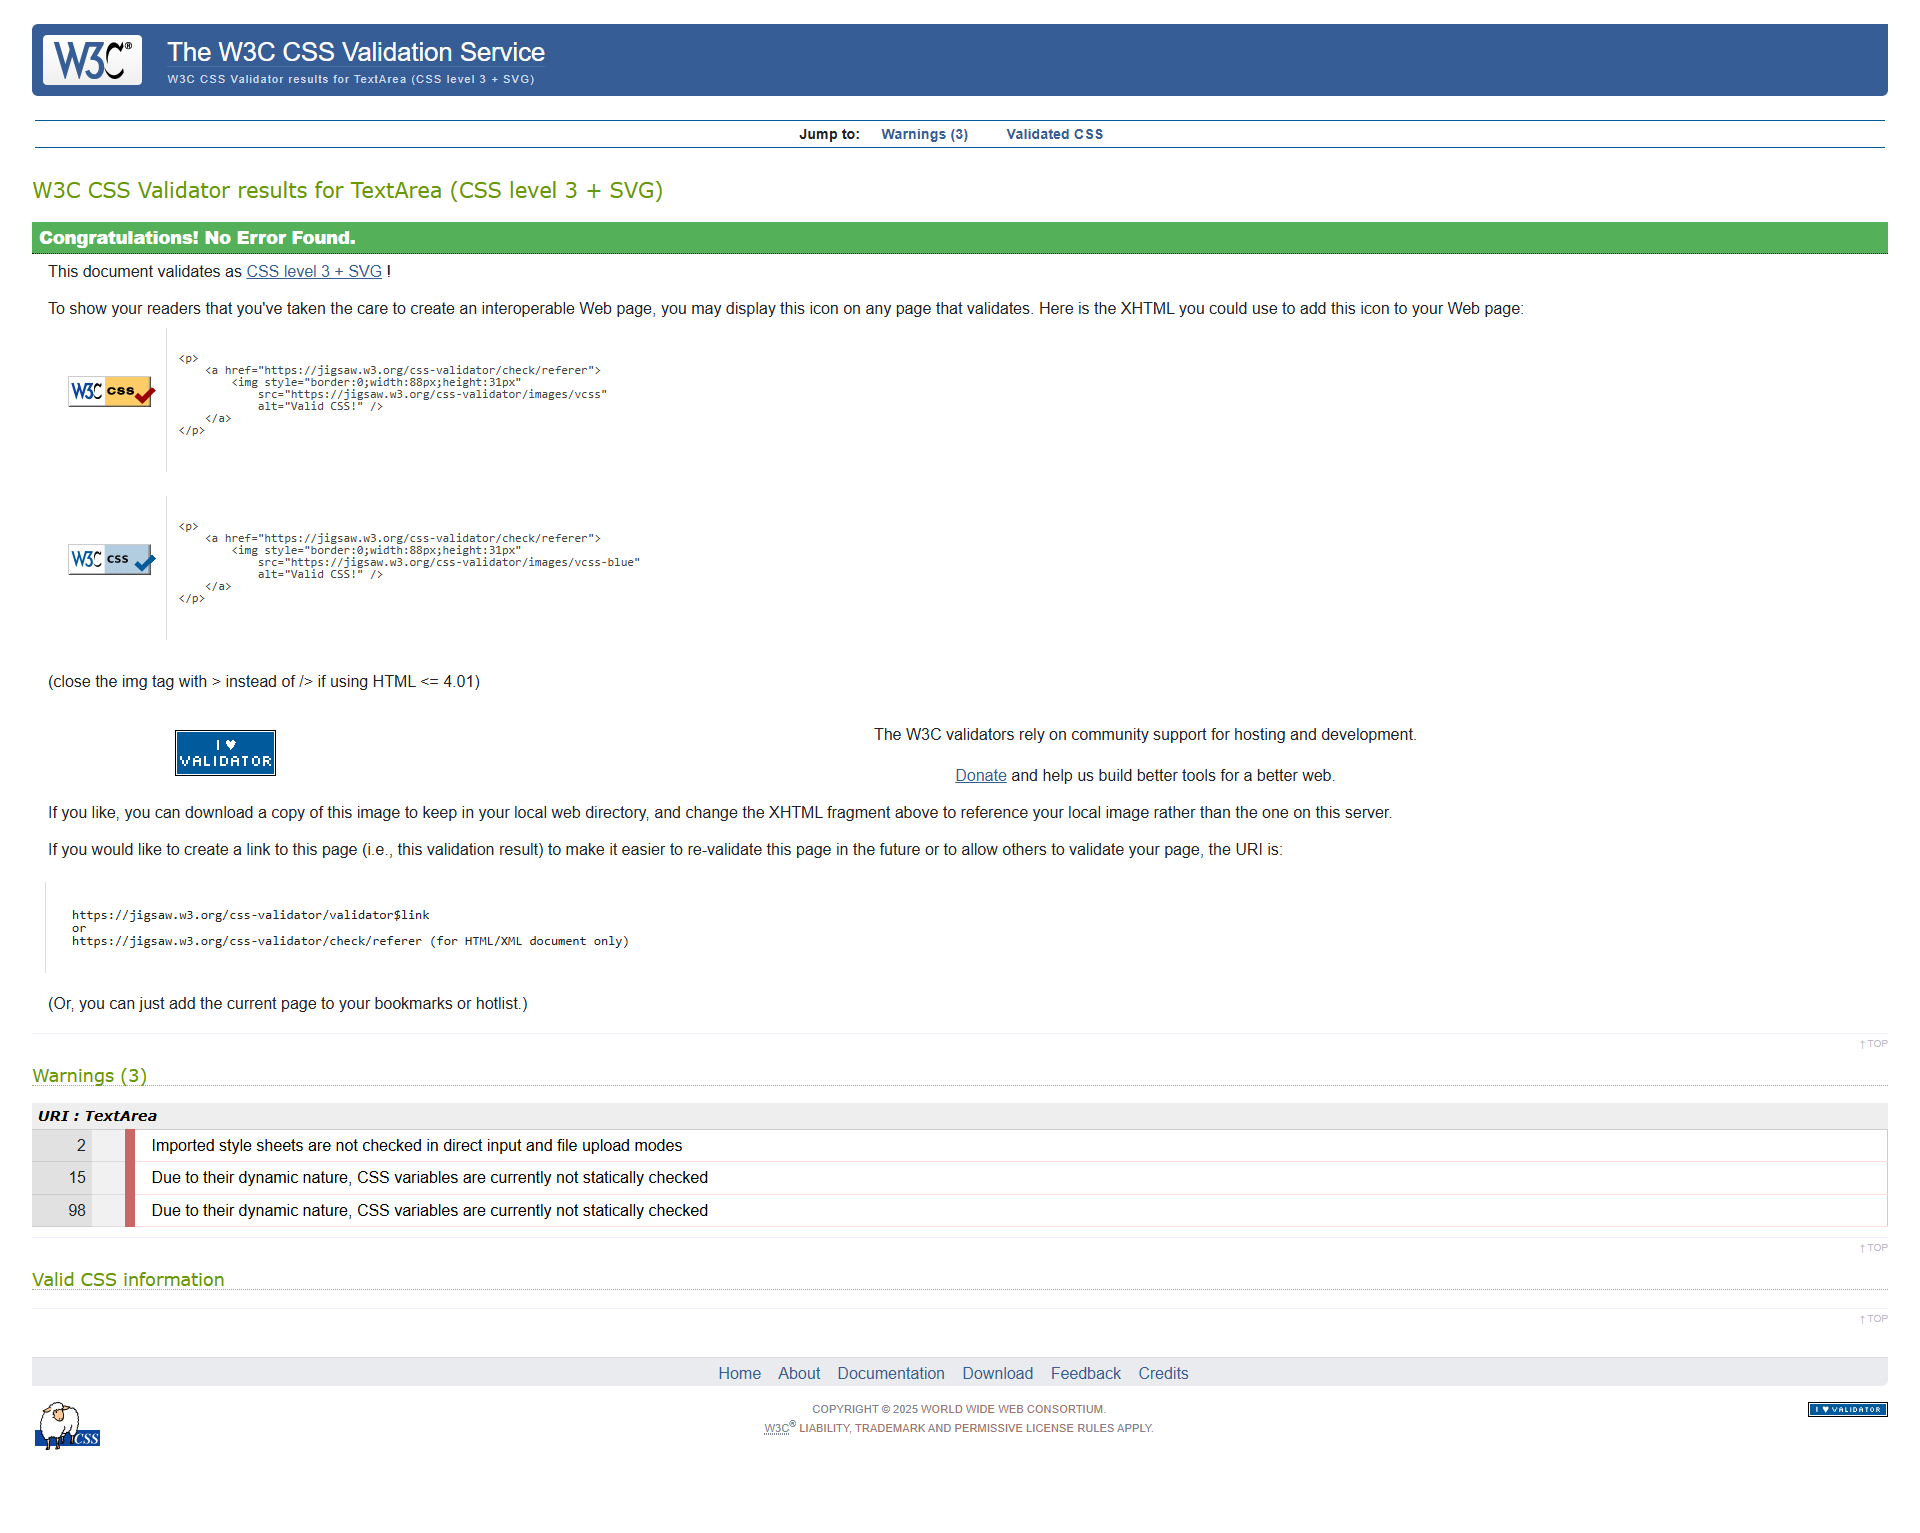 W3C®
The W3C CSS Validation Service
W3C CSS Validator results for TextArea (CSS level 3 + SVG)
Jump to: Warnings (3) Validated CSS
W3C CSS Validator results for TextArea (CSS level 3 + SVG)
Congratulations! No Error Found.
This document validates as CSS level 3 + SVG !
To show your readers that you've taken the care to create an interoperable Web page, you may display this icon on any page that validates. Here is the XHTML you could use to add this icon to your Web page:
W3C css
<p>
    <a href="https://jigsaw.w3.org/css-validator/check/referer">
        <img style="border:0;width:88px;height:31px"
            src="https://jigsaw.w3.org/css-validator/images/vcss"
            alt="Valid CSS!" />
    </a>
</p>
W3C css
<p>
    <a href="https://jigsaw.w3.org/css-validator/check/referer">
        <img style="border:0;width:88px;height:31px"
            src="https://jigsaw.w3.org/css-validator/images/vcss-blue"
            alt="Valid CSS!" />
    </a>
</p>
(close the img tag with > instead of /> if using HTML <= 4.01)
I ♥
VALIDATOR
The W3C validators rely on community support for hosting and development.
Donate and help us build better tools for a better web.
If you like, you can download a copy of this image to keep in your local web directory, and change the XHTML fragment above to reference your local image rather than the one on this server.
If you would like to create a link to this page (i.e., this validation result) to make it easier to re-validate this page in the future or to allow others to validate your page, the URI is:
https://jigsaw.w3.org/css-validator/validator$link
or
https://jigsaw.w3.org/css-validator/check/referer (for HTML/XML document only)
(Or, you can just add the current page to your bookmarks or hotlist.)
↑ TOP
Warnings (3)
URI : TextArea
2 Imported style sheets are not checked in direct input and file upload modes
15 Due to their dynamic nature, CSS variables are currently not statically checked
98 Due to their dynamic nature, CSS variables are currently not statically checked
↑ TOP
Valid CSS information
↑ TOP
Home About Documentation Download Feedback Credits
CSS
COPYRIGHT © 2025 WORLD WIDE WEB CONSORTIUM.
W3C® LIABILITY, TRADEMARK AND PERMISSIVE LICENSE RULES APPLY.
I ♥ VALIDATOR